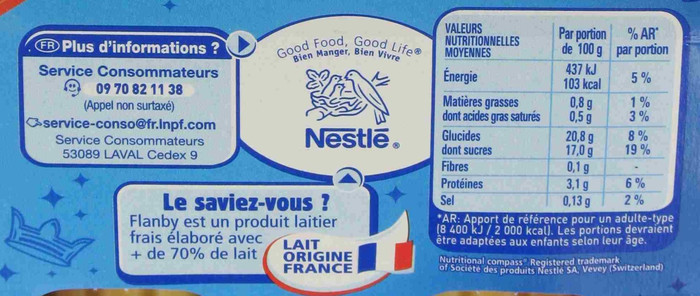 FR Plus d'informations ?
Service Consommateurs
09 70 82 11 38
(Appel non surtaxé)
service-conso@fr.lnpf.com
Service Consommateurs
53089 LAVAL Cedex 9
Good Food, Good Life®
Bien Manger, Bien Vivre
Nestlé®
Le saviez-vous ?
Flanby est un produit laitier
frais élaboré avec
+ de 70% de lait
LAIT
ORIGINE
FRANCE
VALEURS NUTRITIONNELLES MOYENNES Par portion de 100 g % AR* par portion
Énergie 437 kJ 103 kcal 5 %
Matières grasses 0,8 g 1 %
dont acides gras saturés 0,5 g 3 %
Glucides 20,8 g 8 %
dont sucres 17,0 g 19 %
Fibres 0,1 g -
Protéines 3,1 g 6 %
Sel 0,13 g 2 %
*AR: Apport de référence pour un adulte-type
(8 400 kJ / 2 000 kcal). Les portions devraient
être adaptées aux enfants selon leur âge.
Nutritional compass® Registered trademark
of Société des produits Nestlé SA, Vevey (Switzerland)